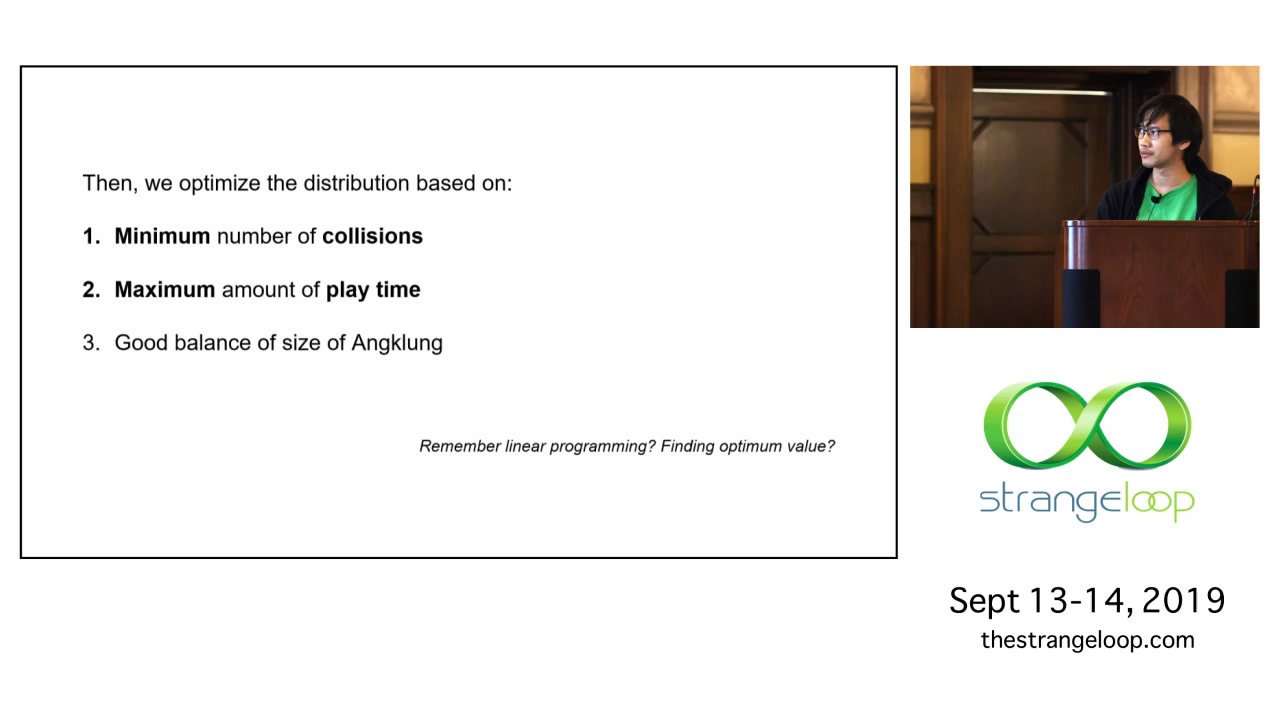 Then, we optimize the distribution based on:
1. Minimum number of collisions
2. Maximum amount of play time
3. Good balance of size of Angklung
Remember linear programming? Finding optimum value?
strangeloop
Sept 13-14, 2019
thestrangeloop.com